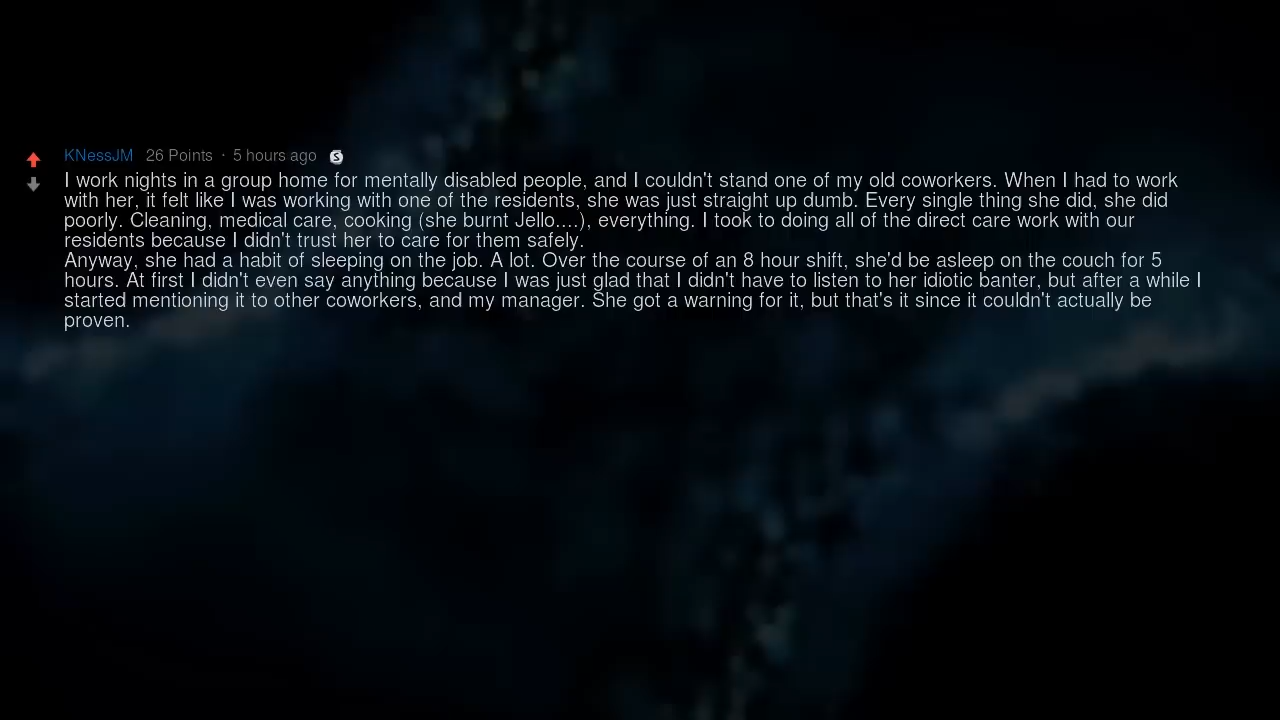 KNessJM 26 Points · 5 hours ago S
I work nights in a group home for mentally disabled people, and I couldn't stand one of my old coworkers. When I had to work
with her, it felt like I was working with one of the residents, she was just straight up dumb. Every single thing she did, she did
poorly. Cleaning, medical care, cooking (she burnt Jello....), everything. I took to doing all of the direct care work with our
residents because I didn't trust her to care for them safely.
Anyway, she had a habit of sleeping on the job. A lot. Over the course of an 8 hour shift, she'd be asleep on the couch for 5
hours. At first I didn't even say anything because I was just glad that I didn't have to listen to her idiotic banter, but after a while I
started mentioning it to other coworkers, and my manager. She got a warning for it, but that's it since it couldn't actually be
proven.